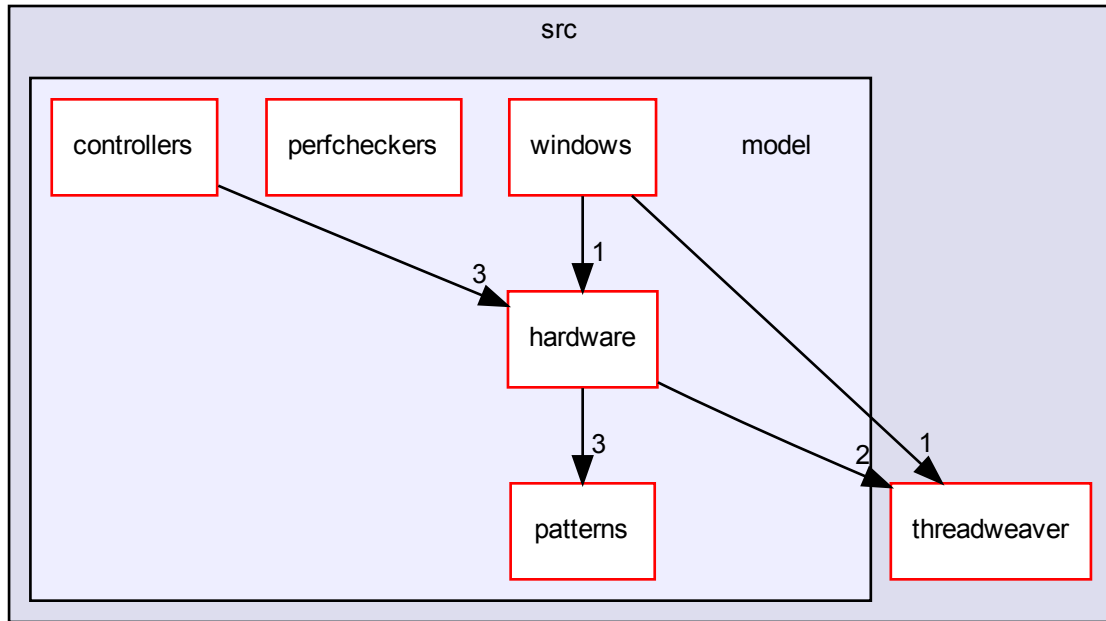 src
controllers
perfcheckers
windows
model
3
1
hardware
3
2
1
patterns
threadweaver